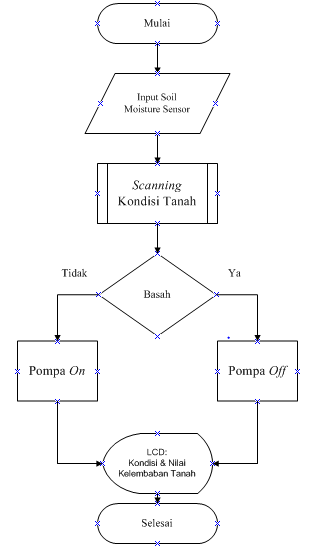 Mulai
Input Soil
Moisture Sensor
Scanning
Kondisi Tanah
Tidak
Ya
Basah
Pompa On
Pompa Off
LCD:
Kondisi & Nilai
Kelembaban Tanah
Selesai